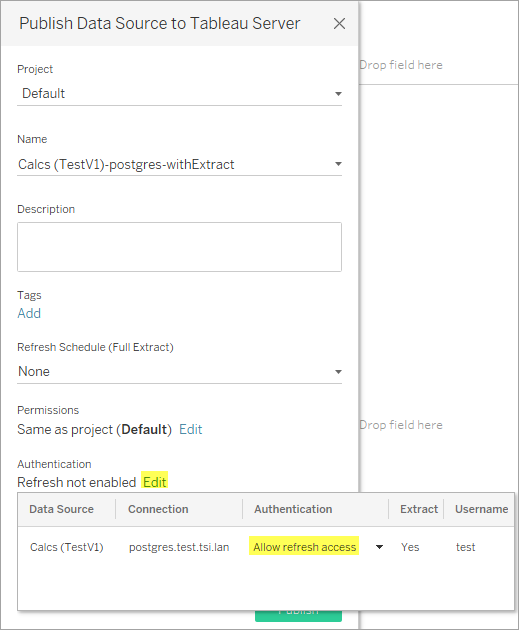 Publish Data Source to Tableau Server
Project
Default
Drop field here
Name
Calcs (TestV1)-postgres-withExtract
Description
Tags
Add
Refresh Schedule (Full Extract)
None
Permissions
Same as project (Default) Edit
Drop field here
Authentication
Refresh not enabled Edit
Data Source Connection Authentication Extract Username
Calcs (TestV1) postgres.test.tsi.lan Allow refresh access Yes test
Publish